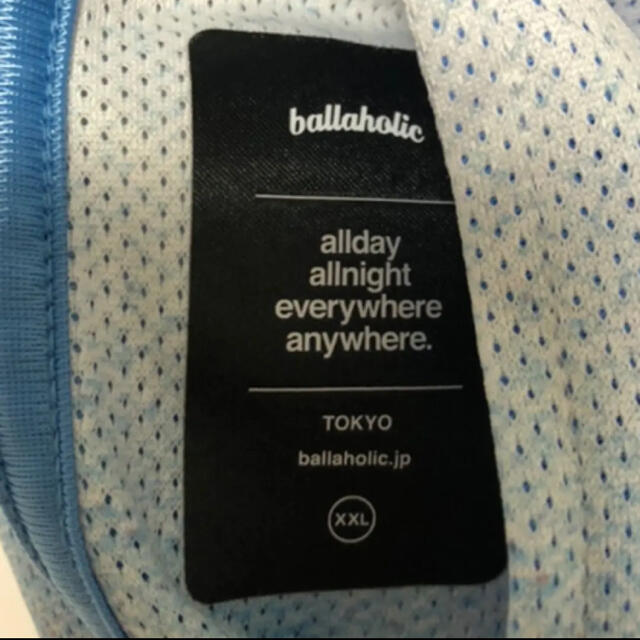 ballaholic
allday
allnight
everywhere
anywhere.
TOKYO
ballaholic.jp
XXL